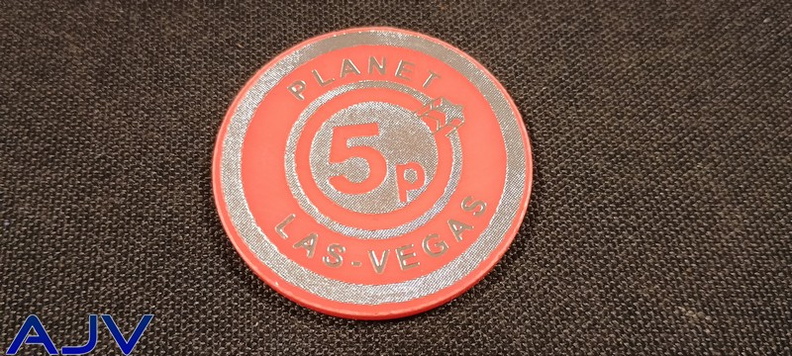 PLANET
5p
LAS-VEGAS
AJV